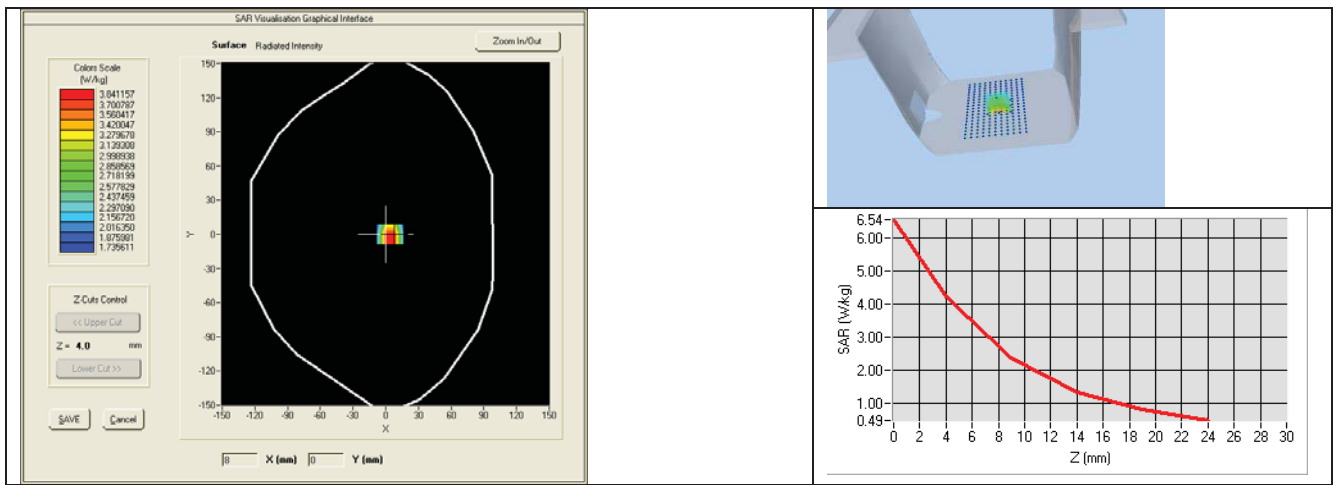 SAR Visualisation Graphical Interface
Surface Radiated Intensity
Zoom In/Out
Colors Scale
(W/kg)
3.841157
3.700787
3.560417
3.420047
3.279678
3.139308
2.998938
2.858569
2.718199
2.577829
2.437459
2.297090
2.156720
2.016350
1.875981
1.735611
Z-Cuts Control
<< Upper Cut
Z = 4.0 mm
Lower Cut >>
SAVE Cancel
150
120
90
60
30
0
-30
-60
-90
-120
-150
Y
-150 -120 -90 -60 -30 0 30 60 90 120 150
X
8 X (mm) 0 Y (mm)
6.54
6.00
5.00
4.00
3.00
2.00
1.00
0.49
SAR (W/kg)
0 2 4 6 8 10 12 14 16 18 20 22 24 26 28 30
Z (mm)